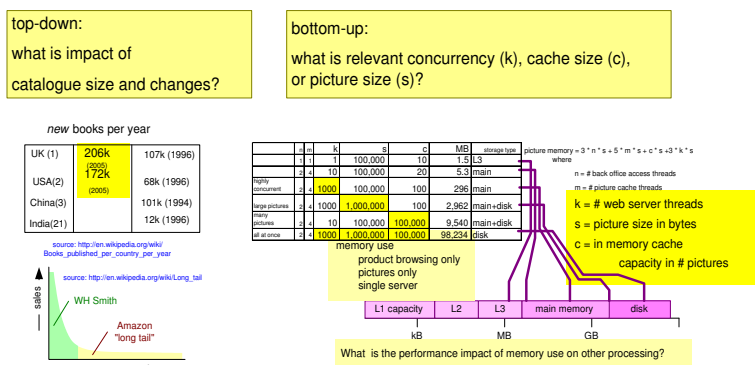 top-down:
what is impact of
catalogue size and changes?
bottom-up:
what is relevant concurrency (k), cache size (c),
or picture size (s)?
new books per year
UK (1) 206k (2005) 107k (1996)
USA(2) 172k (2005) 68k (1996)
China(3) 101k (1994)
India(21) 12k (1996)
source: http://en.wikipedia.org/wiki/
Books_published_per_country_per_year
source: http://en.wikipedia.org/wiki/Long_tail
sales
WH Smith
Amazon
"long tail"
n m k s c MB storage type
1 1 1 100,000 10 1.5 L3
2 4 10 100,000 20 5.3 main
highly concurrent 2 4 1000 100,000 100 296 main
large pictures 2 4 1000 1,000,000 100 2,962 main+disk
many pictures 2 4 10 100,000 100,000 9,540 main+disk
all at once 2 4 1000 1,000,000 100,000 98,234 disk
memory use
product browsing only
pictures only
single server
picture memory = 3 * n * s + 5 * m * s + c * s +3 * k * s
where
n = # back office access threads
m = # picture cache threads
k = # web server threads
s = picture size in bytes
c = in memory cache
capacity in # pictures
L1 capacity L2 L3 main memory disk
kB MB GB
What is the performance impact of memory use on other processing?